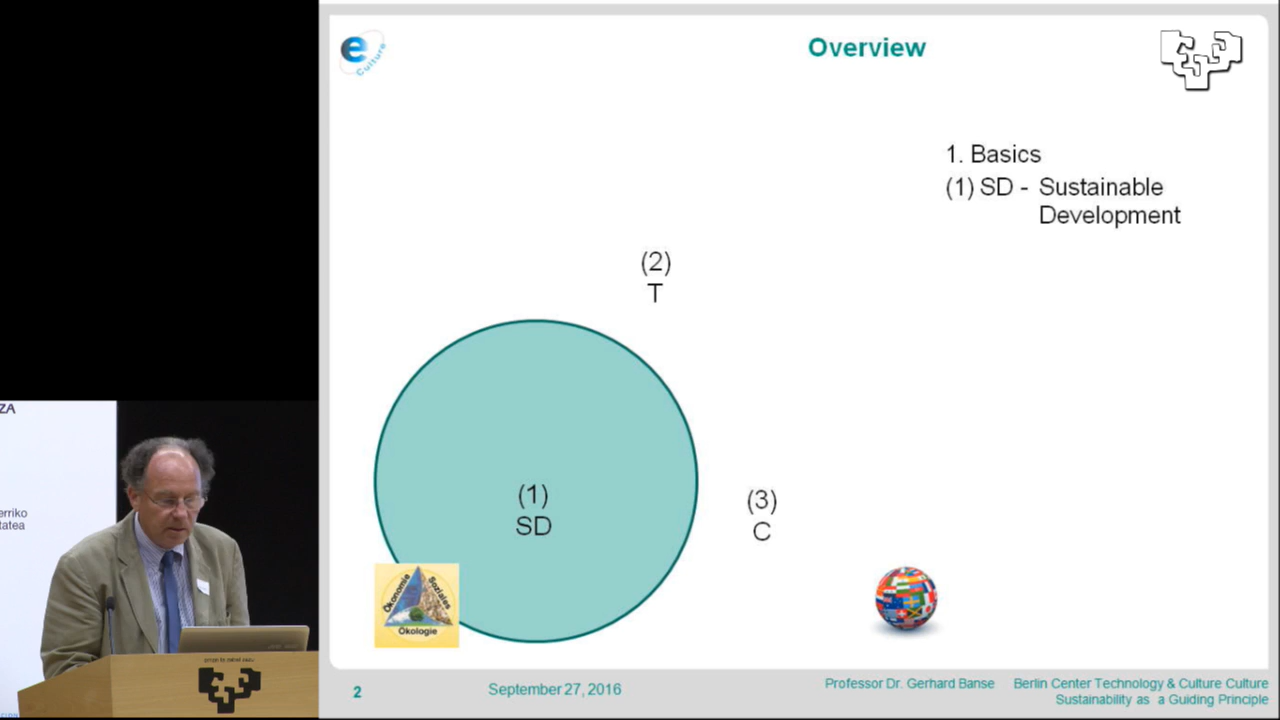 e
Culture
Overview
1. Basics
(1) SD - Sustainable
Development
(2)
T
(1)
SD
(3)
C
Ökonomie
Soziales
Ökologie
2
September 27, 2016
Professor Dr. Gerhard Banse
Berlin Center Technology & Culture Culture
Sustainability as a Guiding Principle
ZA
erriko
tatea